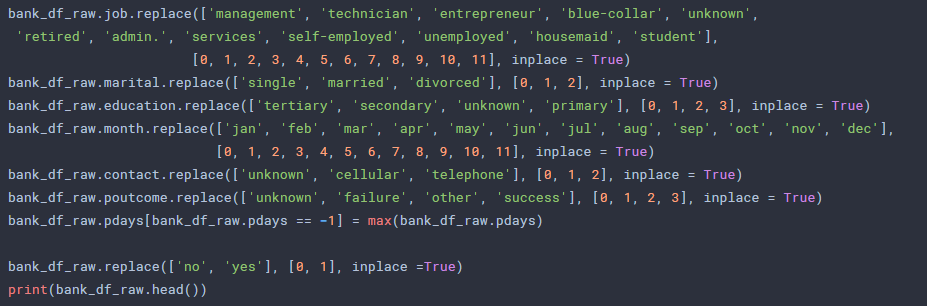 bank_df_raw.job.replace(['management', 'technician', 'entrepreneur', 'blue-collar', 'unknown',
'retired', 'admin.', 'services', 'self-employed', 'unemployed', 'housemaid', 'student'],
[0, 1, 2, 3, 4, 5, 6, 7, 8, 9, 10, 11], inplace = True)
bank_df_raw.marital.replace(['single', 'married', 'divorced'], [0, 1, 2], inplace = True)
bank_df_raw.education.replace(['tertiary', 'secondary', 'unknown', 'primary'], [0, 1, 2, 3], inplace = True)
bank_df_raw.month.replace(['jan', 'feb', 'mar', 'apr', 'may', 'jun', 'jul', 'aug', 'sep', 'oct', 'nov', 'dec'],
[0, 1, 2, 3, 4, 5, 6, 7, 8, 9, 10, 11], inplace = True)
bank_df_raw.contact.replace(['unknown', 'cellular', 'telephone'], [0, 1, 2], inplace = True)
bank_df_raw.poutcome.replace(['unknown', 'failure', 'other', 'success'], [0, 1, 2, 3], inplace = True)
bank_df_raw.pdays[bank_df_raw.pdays == -1] = max(bank_df_raw.pdays)
bank_df_raw.replace(['no', 'yes'], [0, 1], inplace =True)
print(bank_df_raw.head())